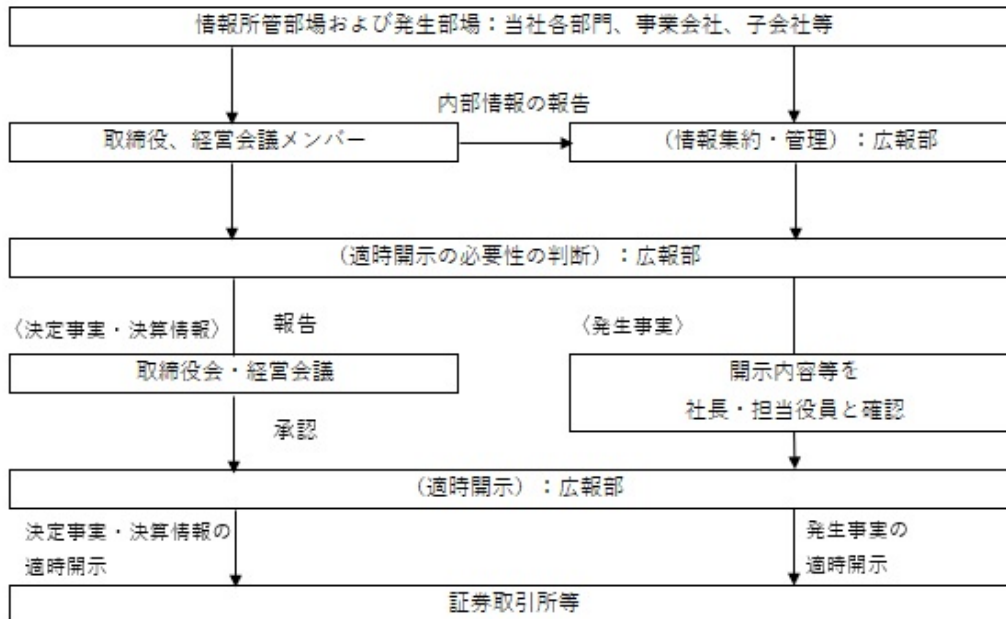 情報所管部場および発生部場：当社各部門、事業会社、子会社等
内部情報の報告
取締役、経営会議メンバー
（情報集約・管理）：広報部
（適時開示の必要性の判断）：広報部
〈決定事実・決算情報〉
報告
〈発生事実〉
取締役会・経営会議
開示内容等を
社長・担当役員と確認
承認
（適時開示）：広報部
決定事実・決算情報の
適時開示
発生事実の
適時開示
証券取引所等